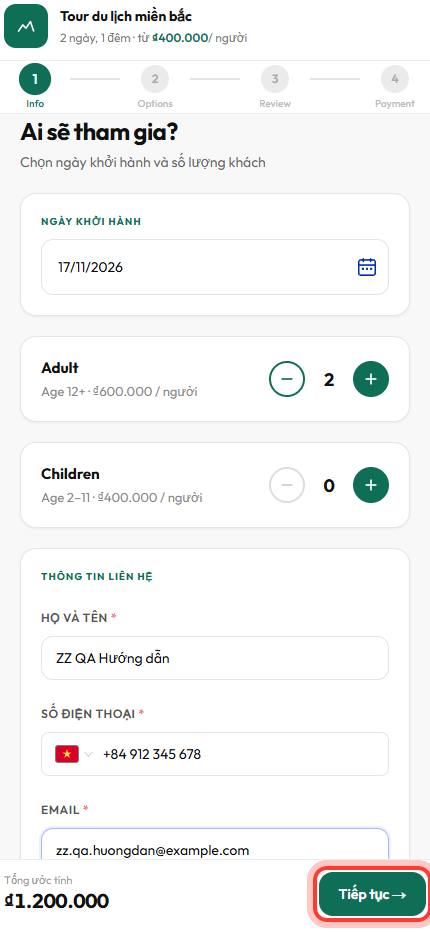 Tour du lịch miền bắc
2 ngày, 1 đêm · từ ₫400.000/ người
1
2
3
4
Info
Options
Review
Payment
Ai sẽ tham gia?
Chọn ngày khởi hành và số lượng khách
NGÀY KHỞI HÀNH
17/11/2026
Adult
Age 12+ · ₫600.000 / người
− 2 +
Children
Age 2–11 · ₫400.000 / người
− 0 +
THÔNG TIN LIÊN HỆ
HỌ VÀ TÊN *
ZZ QA Hướng dẫn
SỐ ĐIỆN THOẠI *
+84 912 345 678
EMAIL *
zz.qa.huongdan@example.com
Tổng ước tính
₫1.200.000
Tiếp tục →